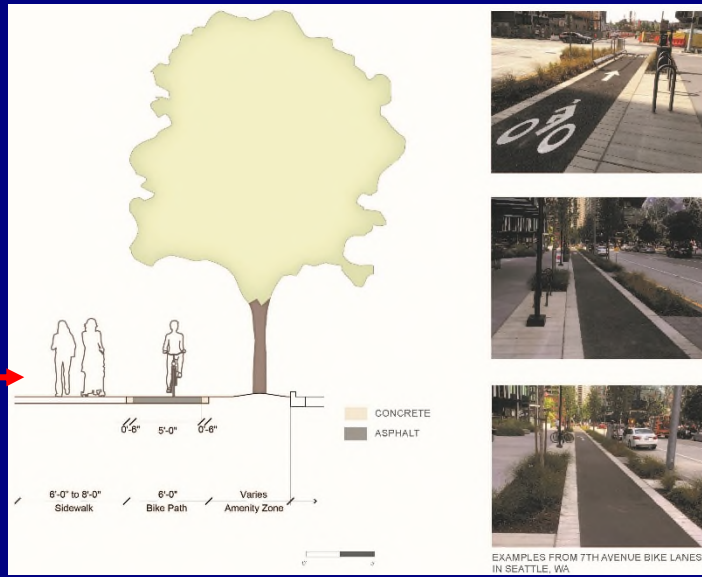 CONCRETE
ASPHALT
0'-6" 5'-0" 0'-6"
6'-0" to 8'-0" 6'-0" Varies
Sidewalk Bike Path Amenity Zone
EXAMPLES FROM 7TH AVENUE BIKE LANES
IN SEATTLE, WA